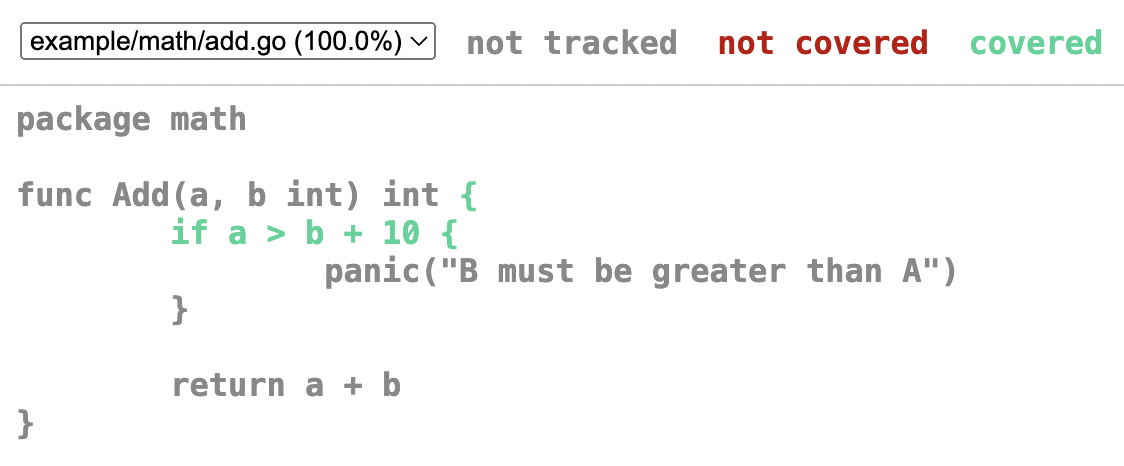 example/math/add.go (100.0%) not tracked not covered covered
package math
func Add(a, b int) int {
if a > b + 10 {
panic("B must be greater than A")
}
return a + b
}